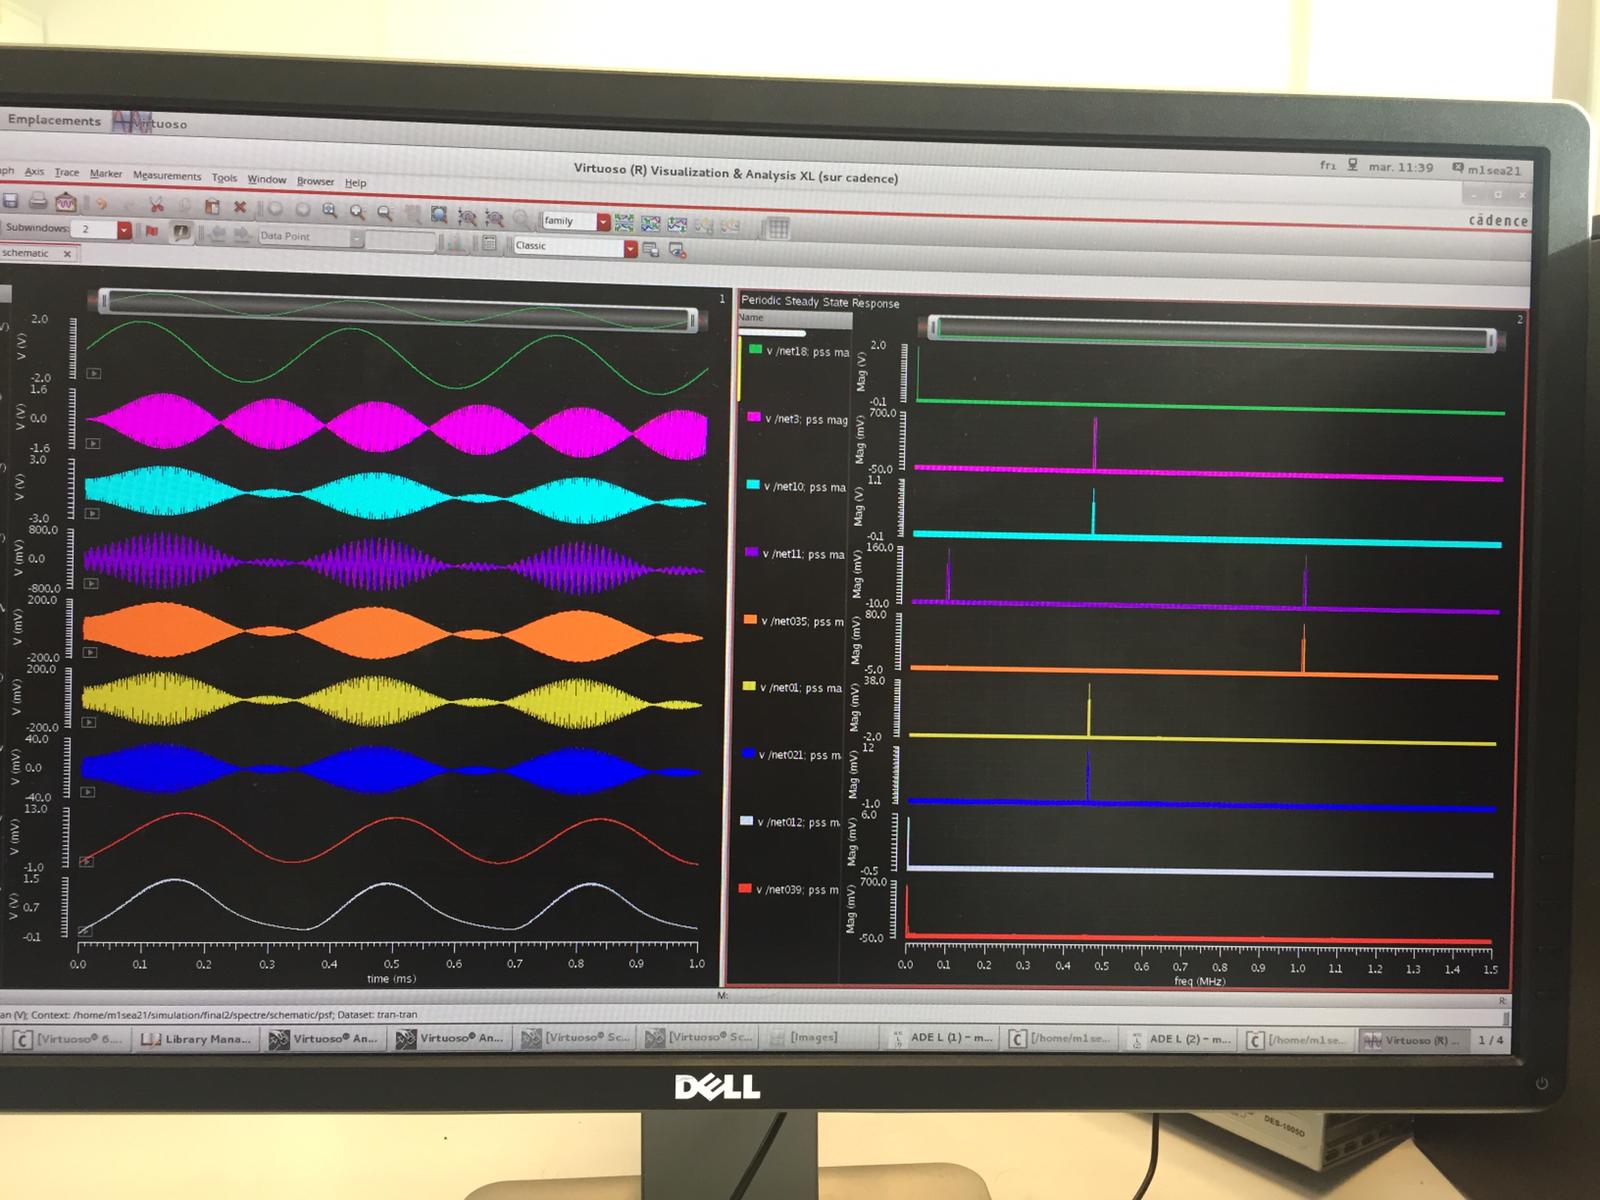 Emplacements Virtuoso
fr1 mar. 11:39 m1sea21
Virtuoso (R) Visualization & Analysis XL (sur cadence)
Axis Trace Marker Measurements Tools Window Browser Help
family
cādence
Subwindows: 2
Data Point
Classic
schematic
1
2.0
V (V)
-2.0
1.6
V (V)
0.0
-1.6
3.0
V (V)
-3.0
800.0
V (mV)
0.0
-800.0
200.0
V (mV)
-200.0
200.0
V (mV)
-200.0
40.0
V (mV)
0.0
-40.0
13.0
V (mV)
-1.0
1.5
V (V)
0.7
-0.1
0.0 0.1 0.2 0.3 0.4 0.5 0.6 0.7 0.8 0.9 1.0
time (ms)
Periodic Steady State Response
2
Name
v /net18; pss ma
v /net3; pss mag
v /net10; pss ma
v /net11; pss ma
v /net035; pss m
v /net01; pss ma
v /net021; pss m
v /net012; pss m
v /net039; pss m
2.0
Mag (V)
-0.1
700.0
Mag (mV)
-50.0
1.1
Mag (V)
-0.1
160.0
Mag (mV)
-10.0
80.0
Mag (mV)
-5.0
38.0
Mag (mV)
-2.0
12
Mag (mV)
-1.0
6.0
Mag (mV)
-0.5
700.0
Mag (mV)
-50.0
0.0 0.1 0.2 0.3 0.4 0.5 0.6 0.7 0.8 0.9 1.0 1.1 1.2 1.3 1.4 1.5
freq (MHz)
M:
R:
an (V); Context: /home/m1sea21/simulation/final2/spectre/schematic/psf; Dataset: tran-tran
[Virtuoso® 6.... Library Mana... Virtuoso® An... Virtuoso® An... [Virtuoso® Sc... [Virtuoso® Sc... [Images] ADE L (1) - m... [/home/m1se... ADE L (2) - m... [/home/m1se... Virtuoso (R) ... 1 / 4
DELL
DES-1005D